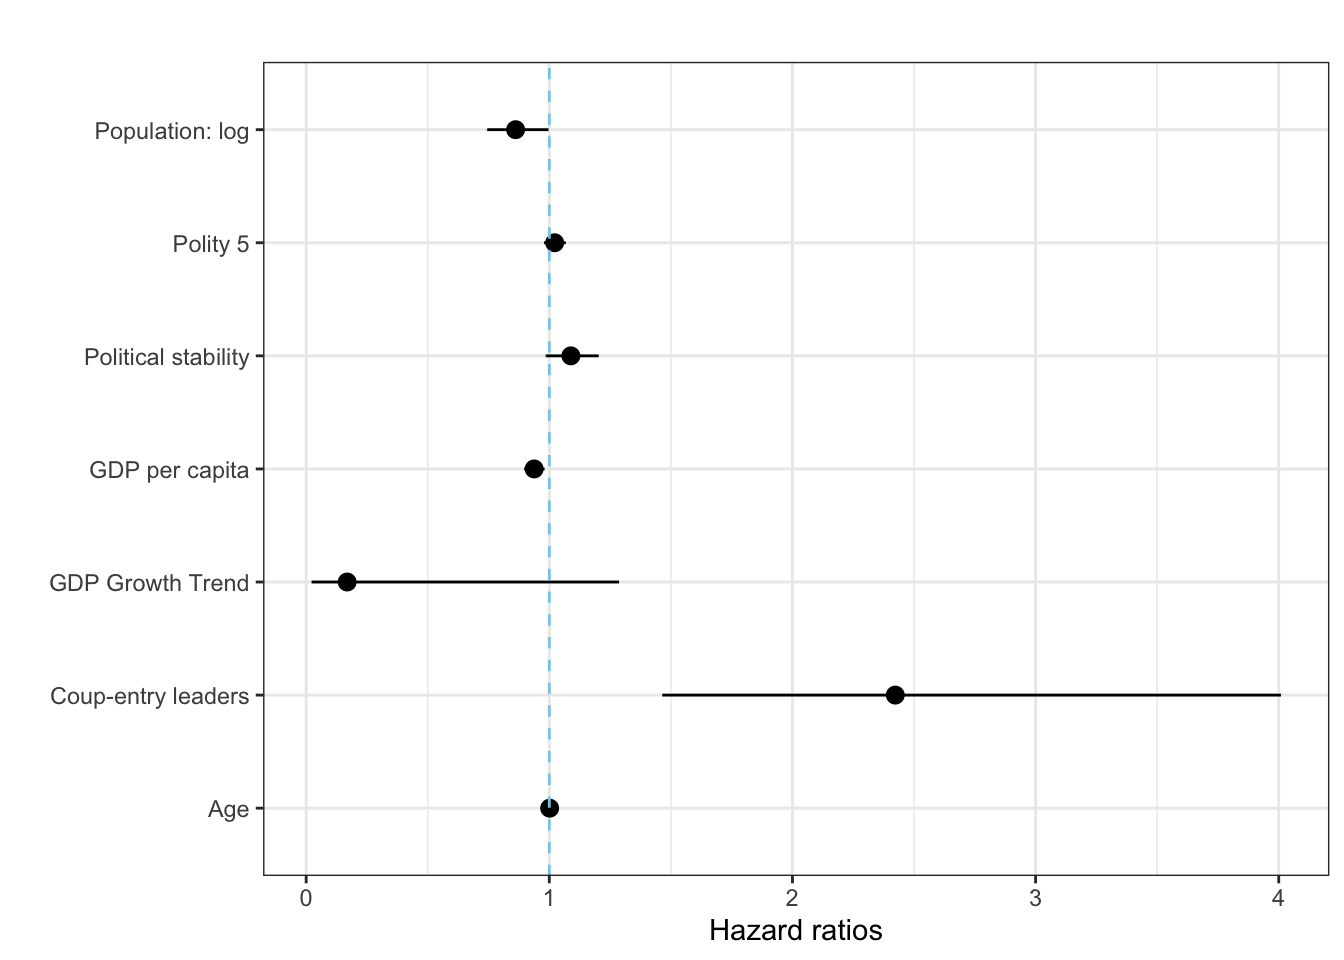 Population: log
Polity 5
Political stability
GDP per capita
GDP Growth Trend
Coup-entry leaders
Age
0 1 2 3 4
Hazard ratios